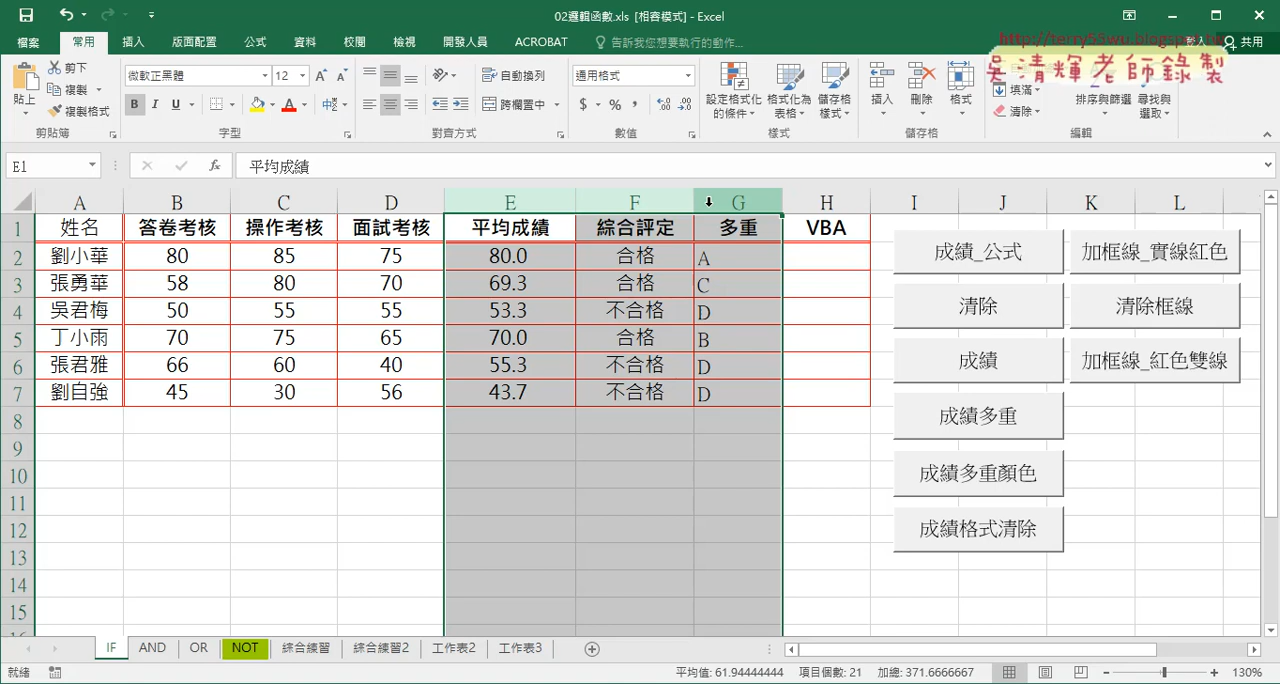 02邏輯函數.xls [相容模式] - Excel
檔案 常用 插入 版面配置 公式 資料 校閱 檢視 開發人員 ACROBAT 告訴我您想要執行的動作... 共用
http://terry55wu.blogspot.tw
吳清輝老師錄製
貼上 剪下 複製 複製格式 微軟正黑體 12 B I U A 自動換列 跨欄置中 通用格式 $ % 設定格式化的條件 格式化為表格 儲存格樣式 插入 刪除 格式 填滿 清除 排序與篩選 尋找與選取
剪貼簿 字型 對齊方式 數值 樣式 儲存格 編輯
E1 fx 平均成績
A B C D E F G H I J K L
1 姓名 答卷考核 操作考核 面試考核 平均成績 綜合評定 多重 VBA
2 劉小華 80 85 75 80.0 合格 A
3 張勇華 58 80 70 69.3 合格 C
4 吳君梅 50 55 55 53.3 不合格 D
5 丁小雨 70 75 65 70.0 合格 B
6 張君雅 66 60 40 55.3 不合格 D
7 劉自強 45 30 56 43.7 不合格 D
8
9
10
11
12
13
14
15
成績_公式 加框線_實線紅色
清除 清除框線
成績 加框線_紅色雙線
成績多重
成績多重顏色
成績格式清除
IF AND OR NOT 綜合練習 綜合練習2 工作表2 工作表3
就緒 平均值: 61.94444444 項目個數: 21 加總: 371.6666667 130%